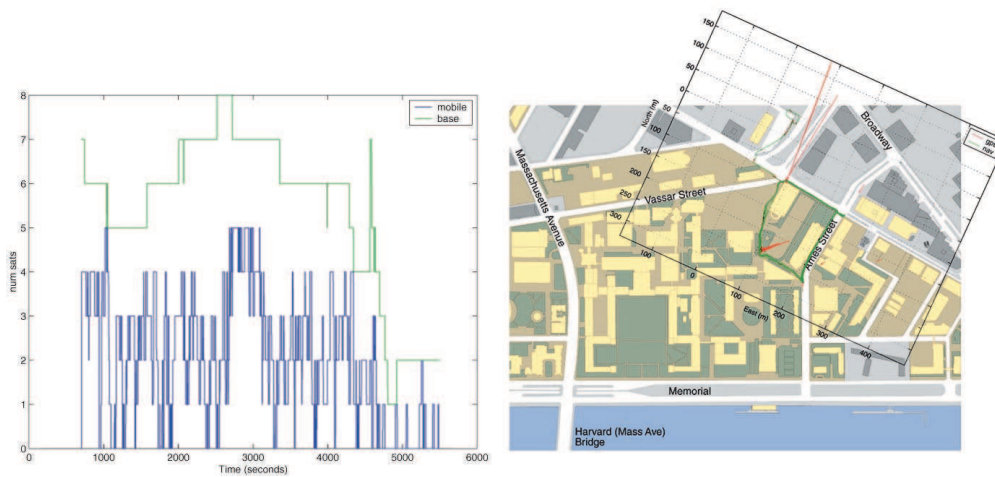 8
7
6
5
4
3
2
1
0
num sats
mobile
base
0
1000
2000
3000
4000
5000
6000
Time (seconds)
150
100
50
0
50
100
150
200
250
300
North [m]
100
0
100
200
300
400
East (m)
gps
nav
Broadway
Massachusetts Avenue
Vassar Street
Ames Street
Memorial
Harvard (Mass Ave)
Bridge